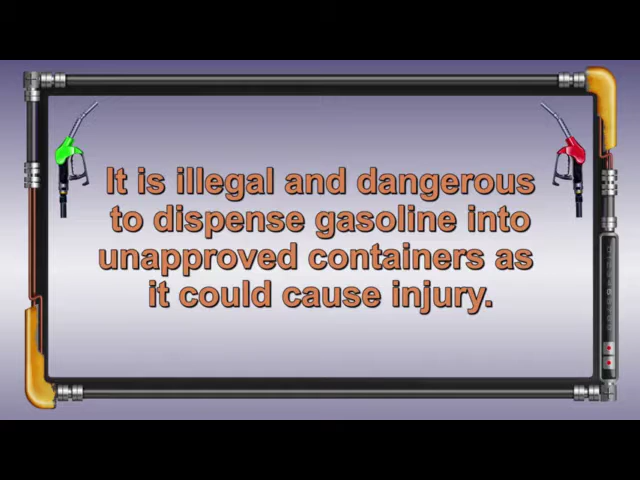 It is illegal and dangerous
to dispense gasoline into
unapproved containers as
it could cause injury.